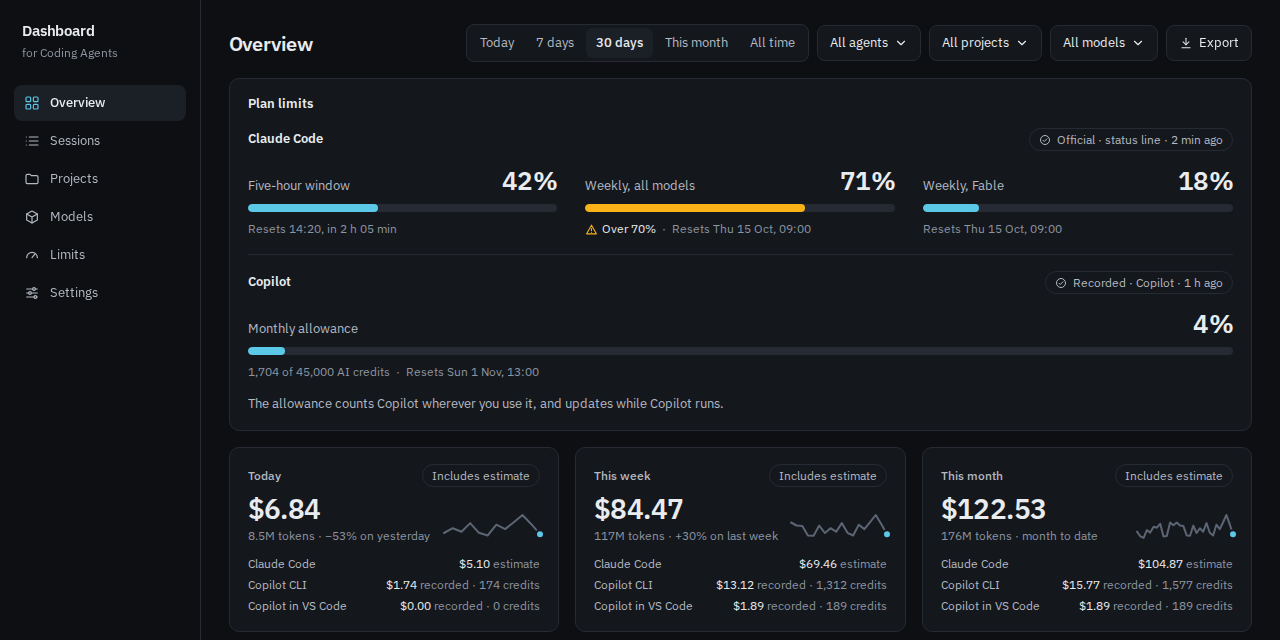 Dashboard
for Coding Agents
Overview
Sessions
Projects
Models
Limits
Settings
Overview
Today 7 days 30 days This month All time All agents All projects All models Export
Plan limits
Claude Code Official · status line · 2 min ago
Five-hour window 42% Weekly, all models 71% Weekly, Fable 18%
Resets 14:20, in 2 h 05 min Over 70% · Resets Thu 15 Oct, 09:00 Resets Thu 15 Oct, 09:00
Copilot Recorded · Copilot · 1 h ago
Monthly allowance 4%
1,704 of 45,000 AI credits · Resets Sun 1 Nov, 13:00
The allowance counts Copilot wherever you use it, and updates while Copilot runs.
Today Includes estimate
$6.84
8.5M tokens · −53% on yesterday
Claude Code $5.10 estimate
Copilot CLI $1.74 recorded · 174 credits
Copilot in VS Code $0.00 recorded · 0 credits
This week Includes estimate
$84.47
117M tokens · +30% on last week
Claude Code $69.46 estimate
Copilot CLI $13.12 recorded · 1,312 credits
Copilot in VS Code $1.89 recorded · 189 credits
This month Includes estimate
$122.53
176M tokens · month to date
Claude Code $104.87 estimate
Copilot CLI $15.77 recorded · 1,577 credits
Copilot in VS Code $1.89 recorded · 189 credits